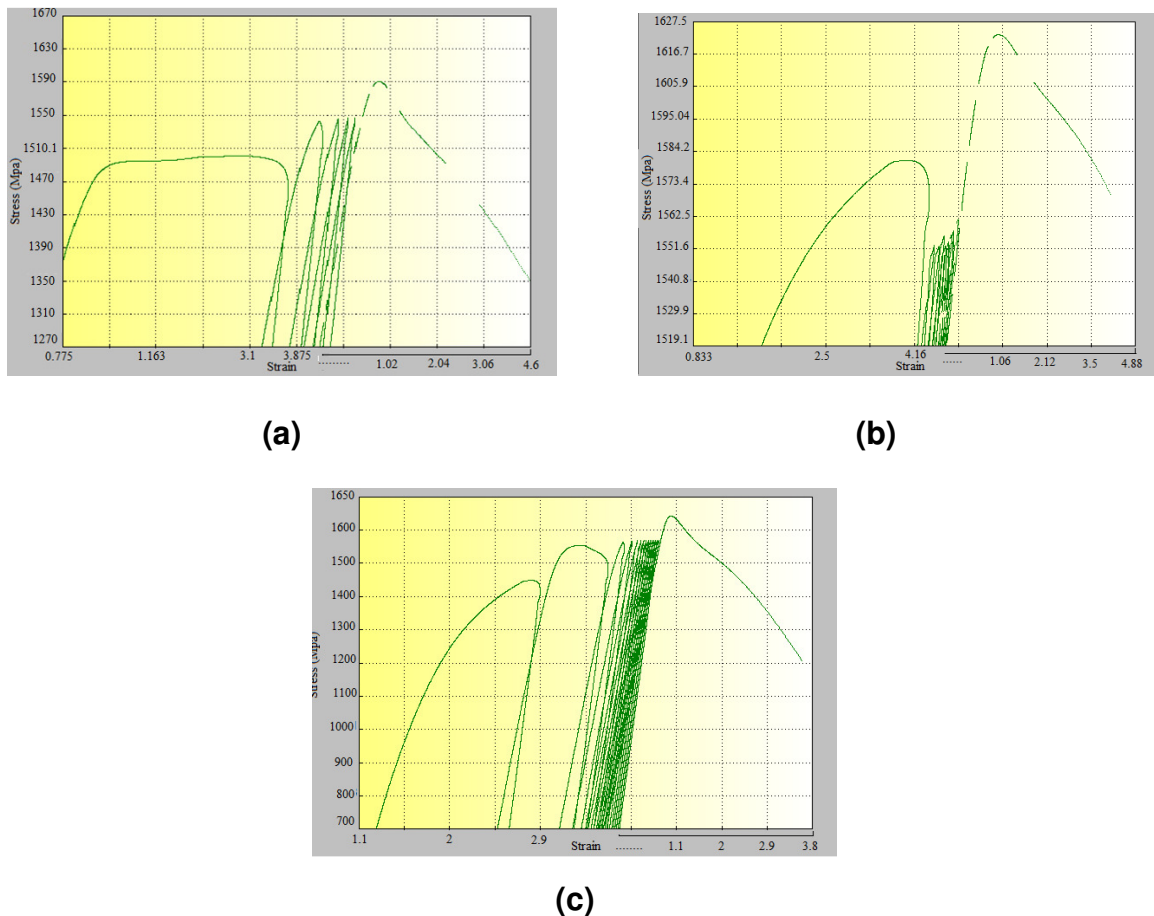 1670
1630
1590
1550
1510.1
1470
1430
1390
1350
1310
1270
Stress (Mpa)
0.775 1.163 3.1 3.875 1.02 2.04 3.06 4.6
Strain ........
(a)
1627.5
1616.7
1605.9
1595.04
1584.2
1573.4
1562.5
1551.6
1540.8
1529.9
1519.1
Stress (Mpa)
0.833 2.5 4.16 1.06 2.12 3.5 4.88
Strain ......
(b)
1650
1600
1500
1400
1300
1200
1100
1000
900
800
700
Stress (Mpa)
1.1 2 2.9 1.1 2 2.9 3.8
Strain ........
(c)